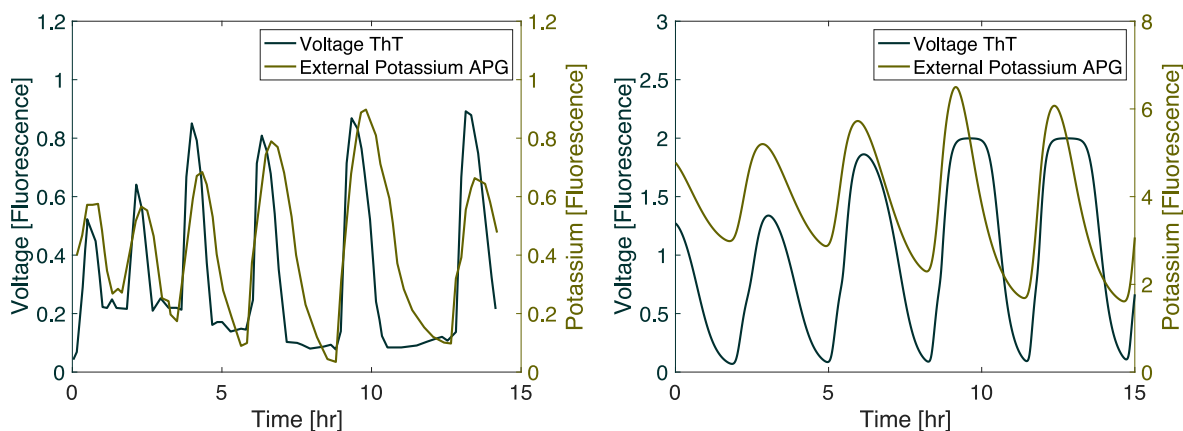 1.2
1
0.8
0.6
0.4
0.2
0
Voltage [Fluorescence]
Voltage ThT
External Potassium APG
1.2
1
0.8
0.6
0.4
0.2
0
Potassium [Fluorescence]
0 5 10 15
Time [hr]
3
2.5
2
1.5
1
0.5
0
Voltage [Fluorescence]
Voltage ThT
External Potassium APG
8
6
4
2
0
Potassium [Fluorescence]
0 5 10 15
Time [hr]